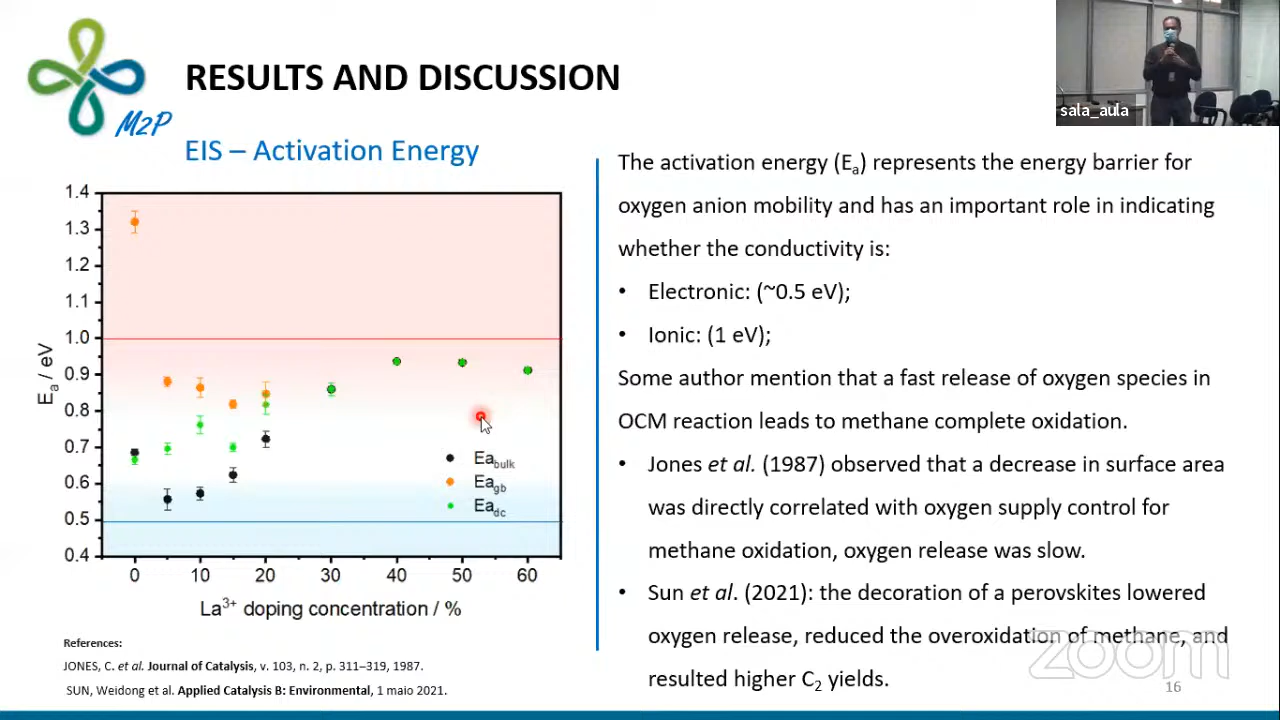 RESULTS AND DISCUSSION
M2P
sala_aula
EIS – Activation Energy
1.4
1.3
1.2
1.1
1.0
0.9
0.8
0.7
0.6
0.5
0.4
Ea / eV
Eabulk
Eagb
Eadc
0 10 20 30 40 50 60
La3+ doping concentration / %
References:
JONES, C. et al. Journal of Catalysis, v. 103, n. 2, p. 311–319, 1987.
SUN, Weidong et al. Applied Catalysis B: Environmental, 1 maio 2021.
The activation energy (Ea) represents the energy barrier for
oxygen anion mobility and has an important role in indicating
whether the conductivity is:
• Electronic: (~0.5 eV);
• Ionic: (1 eV);
Some author mention that a fast release of oxygen species in
OCM reaction leads to methane complete oxidation.
• Jones et al. (1987) observed that a decrease in surface area
was directly correlated with oxygen supply control for
methane oxidation, oxygen release was slow.
• Sun et al. (2021): the decoration of a perovskites lowered
oxygen release, reduced the overoxidation of methane, and
resulted higher C2 yields.
zoom
16